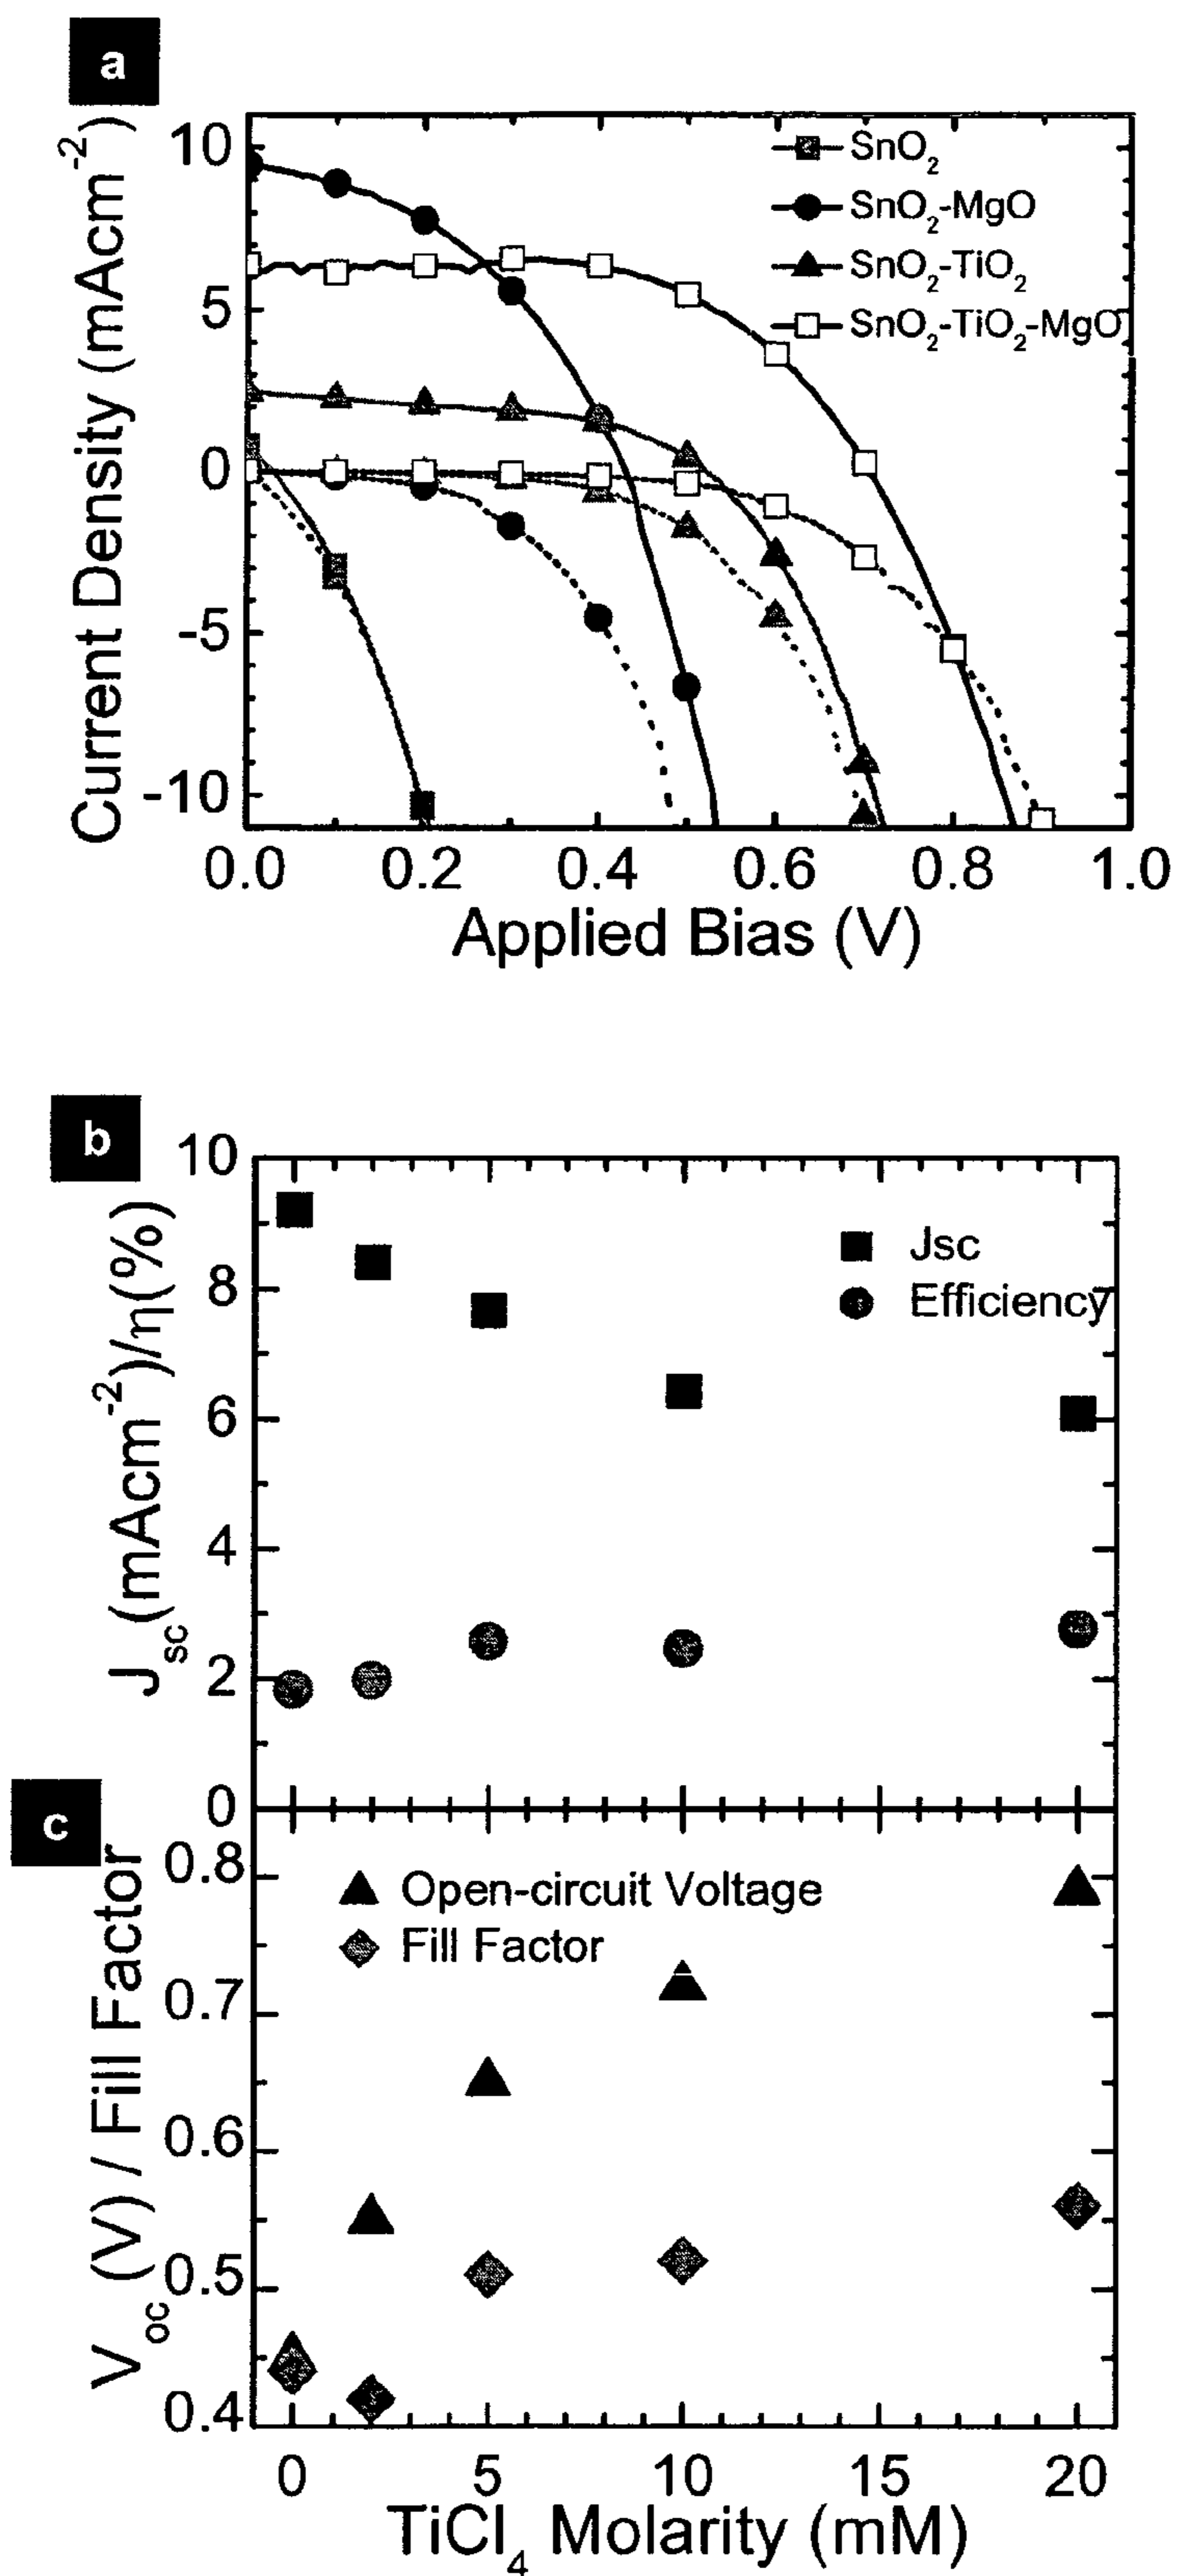 a
Current Density (mAcm⁻²)
10
5
0
-5
-10
SnO₂
SnO₂-MgO
SnO₂-TiO₂
SnO₂-TiO₂-MgO
0.0 0.2 0.4 0.6 0.8 1.0
Applied Bias (V)
b
J_sc(mAcm⁻²)/η(%)
10
8
6
4
2
0
Jsc
Efficiency
c
V_oc (V) / Fill Factor
0.8
0.7
0.6
0.5
0.4
Open-circuit Voltage
Fill Factor
0 5 10 15 20
TiCl₄ Molarity (mM)